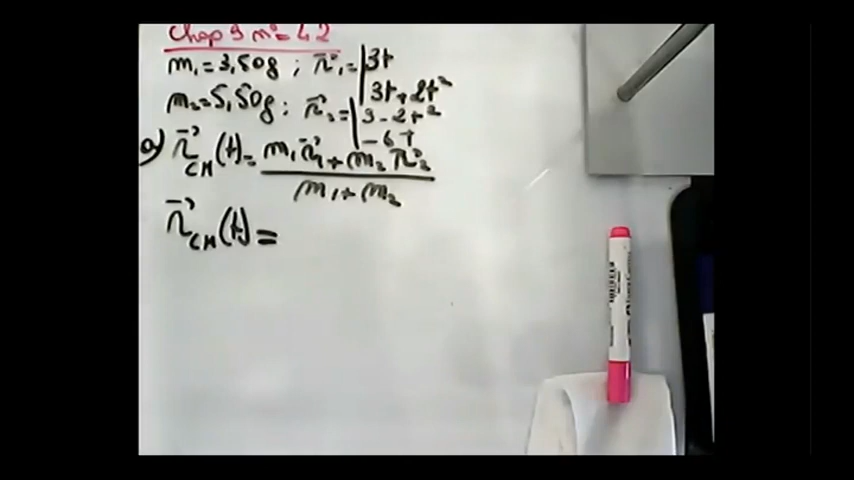 Chap 9 n° 42
m₁=3,50g ; r⃗₁=|3t
|3t+2t²
m₂=5,50g ; r⃗₂=|3-2t²
|-6t
a) r⃗CM(t)= m₁r⃗₁+m₂r⃗₂
m₁+m₂
r⃗CM(t)=